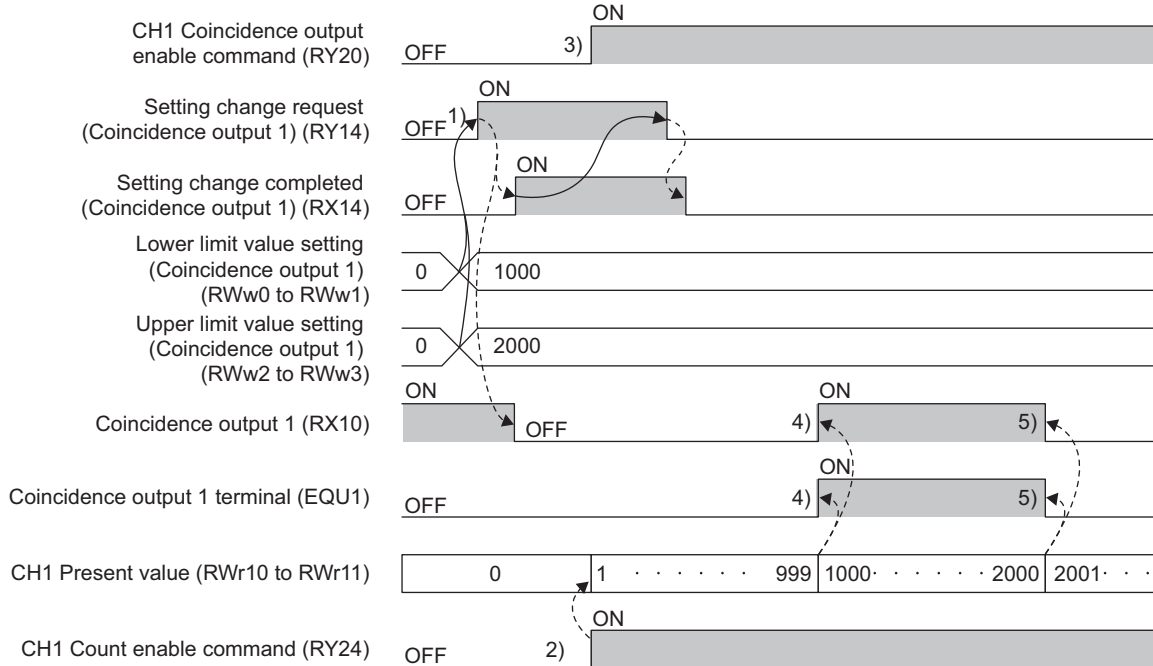 ON
CH1 Coincidence output
enable command (RY20)
OFF
3)
ON
Setting change request
(Coincidence output 1) (RY14)
OFF
1)
ON
Setting change completed
(Coincidence output 1) (RX14)
OFF
Lower limit value setting
(Coincidence output 1)
(RWw0 to RWw1)
0
1000
Upper limit value setting
(Coincidence output 1)
(RWw2 to RWw3)
0
2000
ON
ON
Coincidence output 1 (RX10)
OFF
4)
5)
ON
Coincidence output 1 terminal (EQU1)
OFF
4)
5)
CH1 Present value (RWr10 to RWr11)
0
1 · · · · · · 999
1000· · · · · · 2000
2001· · ·
ON
CH1 Count enable command (RY24)
OFF
2)